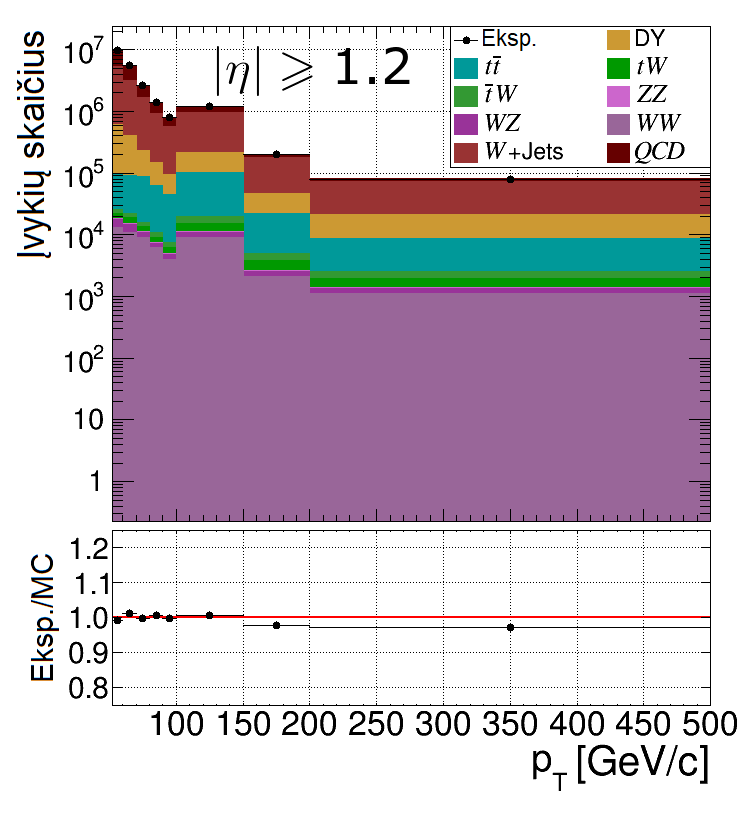 Įvykių skaičius
10⁷
10⁶
10⁵
10⁴
10³
10²
10
1
|η| ⩾ 1.2
Eksp. DY
tt̄ tW
t̄W ZZ
WZ WW
W+Jets QCD
Eksp./MC
1.2
1.1
1.0
0.9
0.8
100 150 200 250 300 350 400 450 500
p_T [GeV/c]